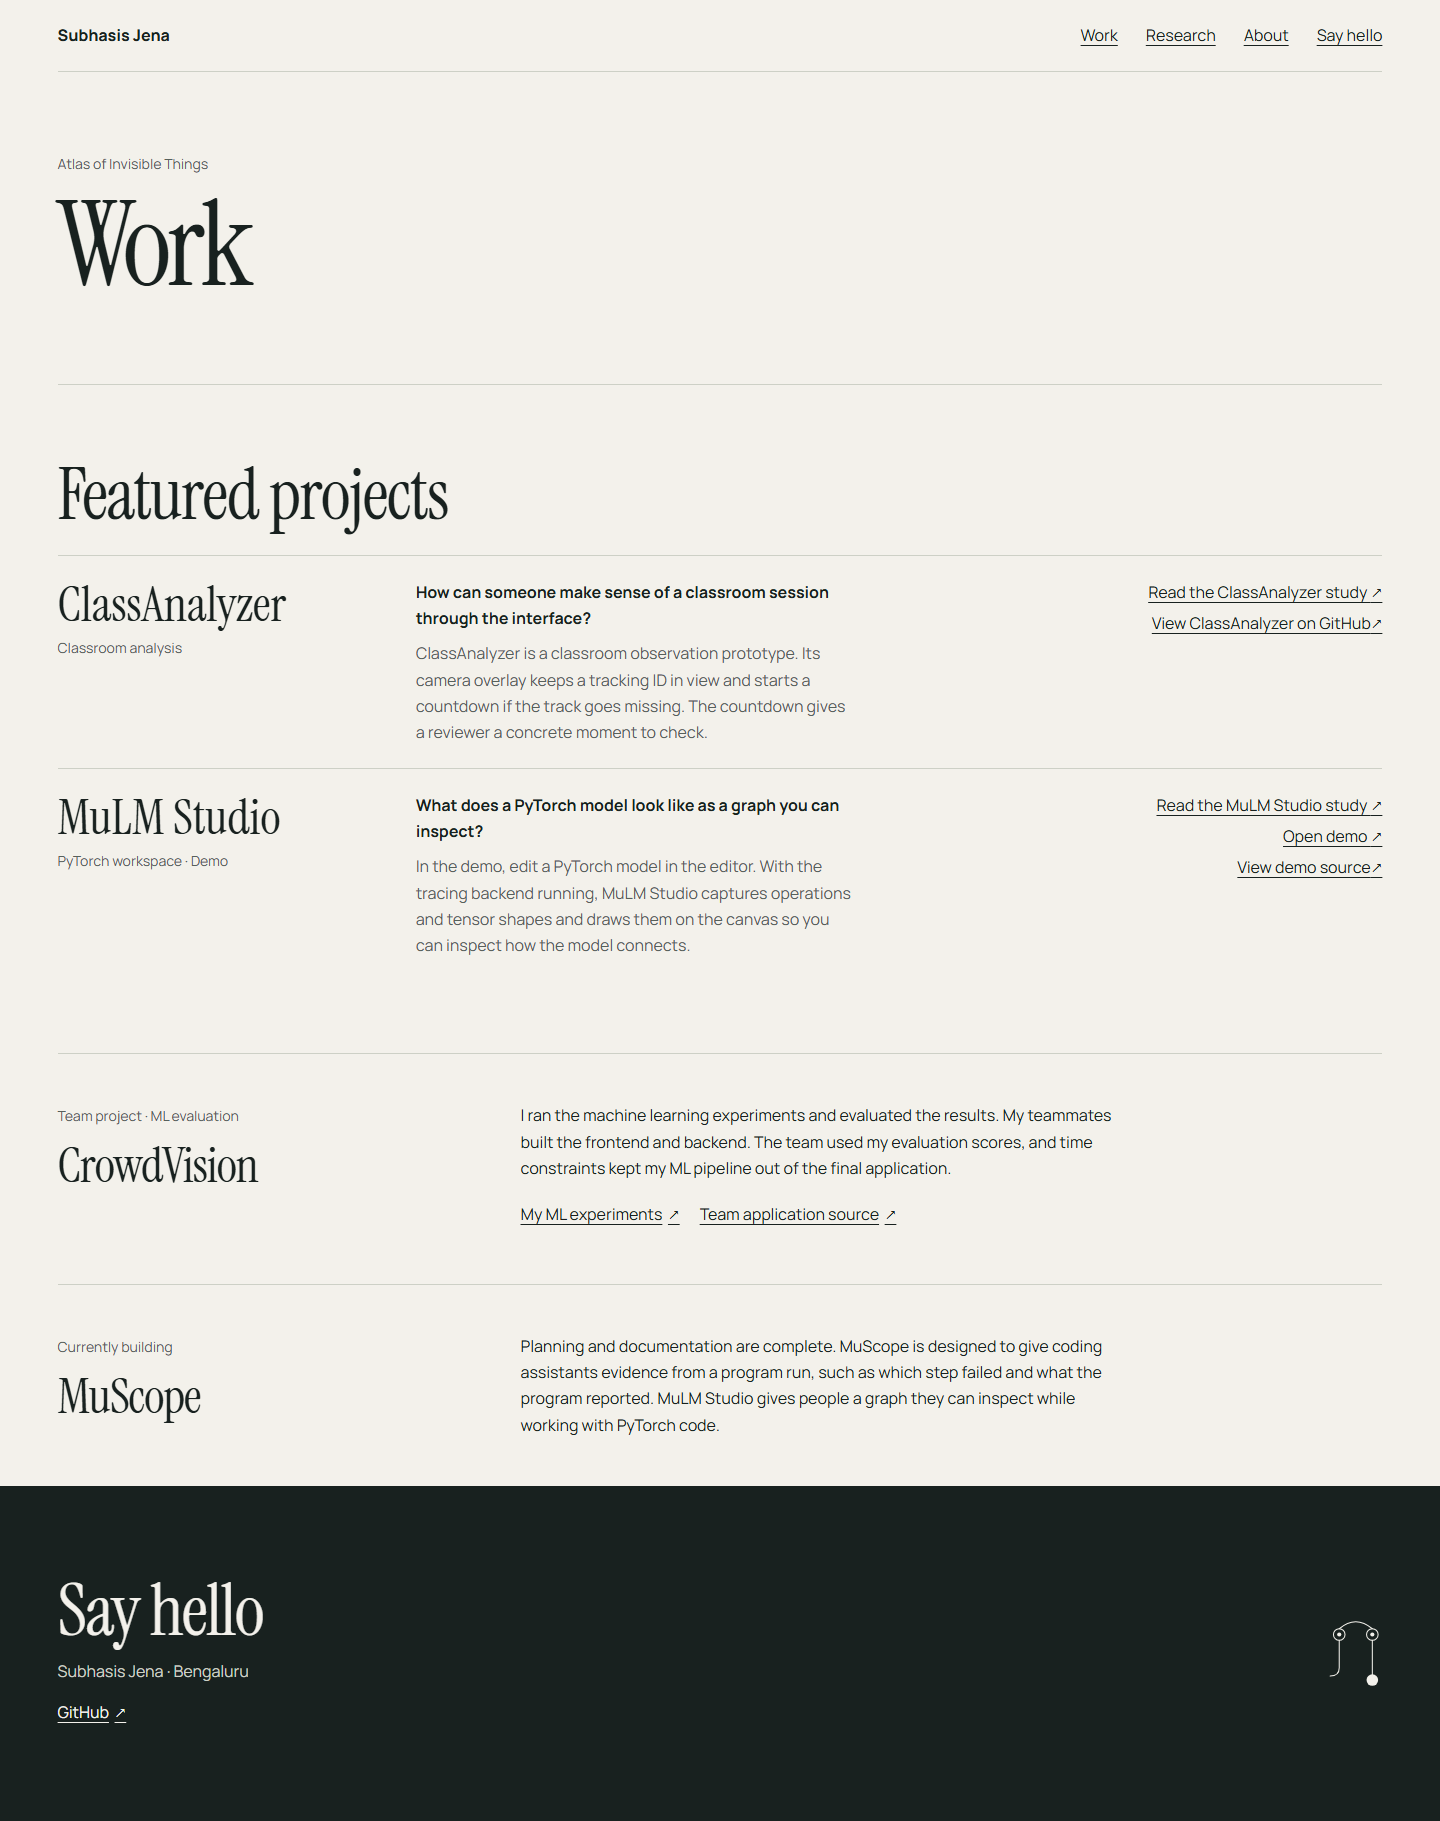 Subhasis Jena
Work Research About Say hello
Atlas of Invisible Things
Work
Featured projects
ClassAnalyzer
Classroom analysis
How can someone make sense of a classroom session
through the interface?
ClassAnalyzer is a classroom observation prototype. Its
camera overlay keeps a tracking ID in view and starts a
countdown if the track goes missing. The countdown gives
a reviewer a concrete moment to check.
Read the ClassAnalyzer study ↗
View ClassAnalyzer on GitHub↗
MuLM Studio
PyTorch workspace · Demo
What does a PyTorch model look like as a graph you can
inspect?
In the demo, edit a PyTorch model in the editor. With the
tracing backend running, MuLM Studio captures operations
and tensor shapes and draws them on the canvas so you
can inspect how the model connects.
Read the MuLM Studio study ↗
Open demo ↗
View demo source↗
Team project · ML evaluation
CrowdVision
I ran the machine learning experiments and evaluated the results. My teammates
built the frontend and backend. The team used my evaluation scores, and time
constraints kept my ML pipeline out of the final application.
My ML experiments ↗ Team application source ↗
Currently building
MuScope
Planning and documentation are complete. MuScope is designed to give coding
assistants evidence from a program run, such as which step failed and what the
program reported. MuLM Studio gives people a graph they can inspect while
working with PyTorch code.
Say hello
Subhasis Jena · Bengaluru
GitHub ↗